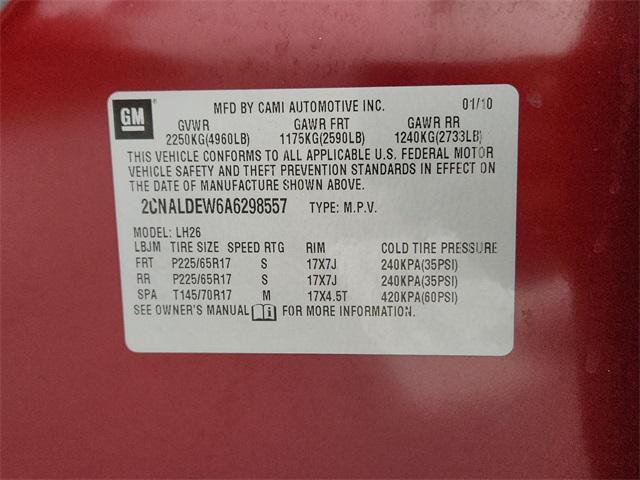 GM
MFD BY CAMI AUTOMOTIVE INC. 01/10
GVWR GAWR FRT GAWR RR
2250KG(4960LB) 1175KG(2590LB) 1240KG(2733LB)
THIS VEHICLE CONFORMS TO ALL APPLICABLE U.S. FEDERAL MOTOR
VEHICLE SAFETY AND THEFT PREVENTION STANDARDS IN EFFECT ON
THE DATE OF MANUFACTURE SHOWN ABOVE.
2CNALDEW6A6298557 TYPE: M.P.V.
MODEL: LH26
LBJM TIRE SIZE SPEED RTG RIM COLD TIRE PRESSURE
FRT P225/65R17 S 17X7J 240KPA(35PSI)
RR P225/65R17 S 17X7J 240KPA(35PSI)
SPA T145/70R17 M 17X4.5T 420KPA(60PSI)
SEE OWNER'S MANUAL FOR MORE INFORMATION.